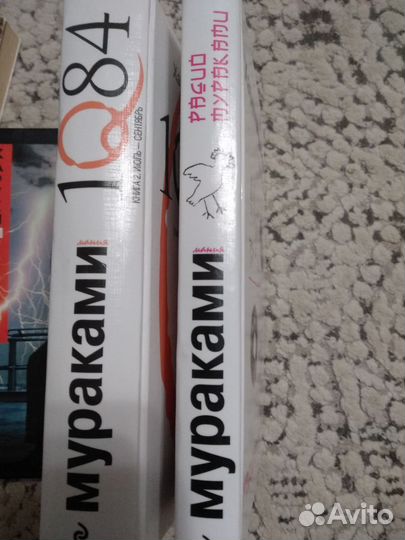 1Q84
КНИГА 2. ИЮЛЬ — СЕНТЯБРЬ
мания
мураками
РАДИО
МУРАКАМИ
мания
мураками
Avito